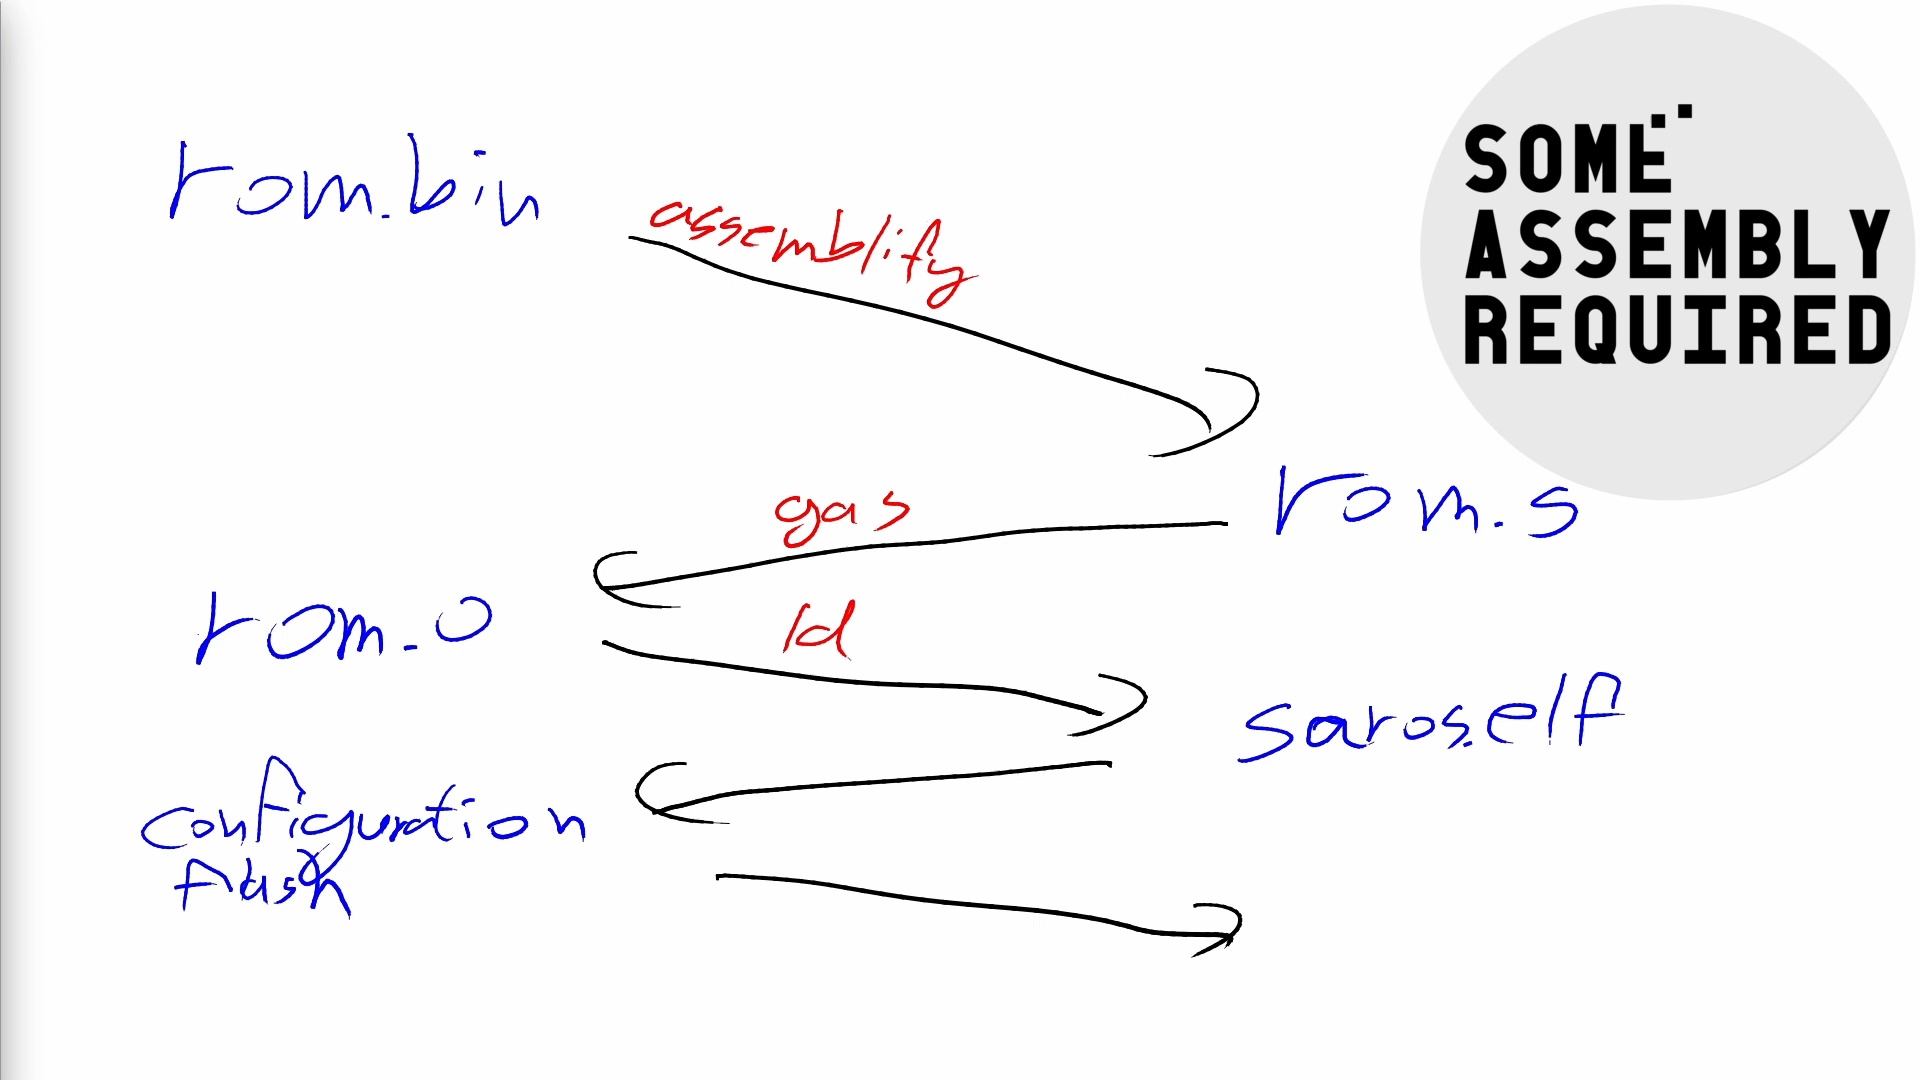 rom.bin
assemblify
SOME
ASSEMBLY
REQUIRED
rom.s
gas
rom.o
ld
saros.elf
configuration
flash